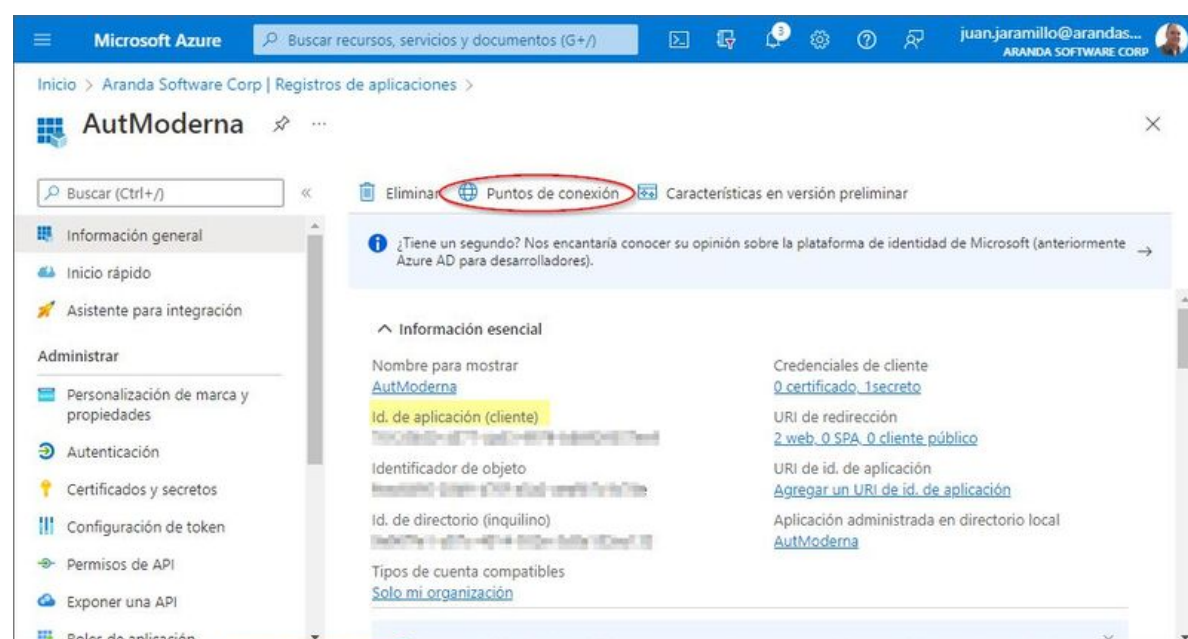 Microsoft Azure
Buscar recursos, servicios y documentos (G+/)
3
juan.jaramillo@arandas...
ARANDA SOFTWARE CORP
Inicio > Aranda Software Corp | Registros de aplicaciones >
AutModerna
Buscar (Ctrl+/)
Eliminar
Puntos de conexión
Características en versión preliminar
Información general
Inicio rápido
Asistente para integración
Administrar
Personalización de marca y
propiedades
Autenticación
Certificados y secretos
Configuración de token
Permisos de API
Exponer una API
Roles de aplicación
¿Tiene un segundo? Nos encantaría conocer su opinión sobre la plataforma de identidad de Microsoft (anteriormente
Azure AD para desarrolladores).
Información esencial
Nombre para mostrar
AutModerna
Id. de aplicación (cliente)
Identificador de objeto
Id. de directorio (inquilino)
Tipos de cuenta compatibles
Solo mi organización
Credenciales de cliente
0 certificado, 1secreto
URI de redirección
2 web, 0 SPA, 0 cliente público
URI de id. de aplicación
Agregar un URI de id. de aplicación
Aplicación administrada en directorio local
AutModerna